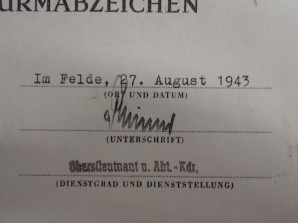 URMABZEICHEN
Im Felde, 27. August 1943
(ORT UND DATUM)
(UNTERSCHRIFT)
Oberstleutnant u. Abt.-Kdr.
(DIENSTGRAD UND DIENSTSTELLUNG)